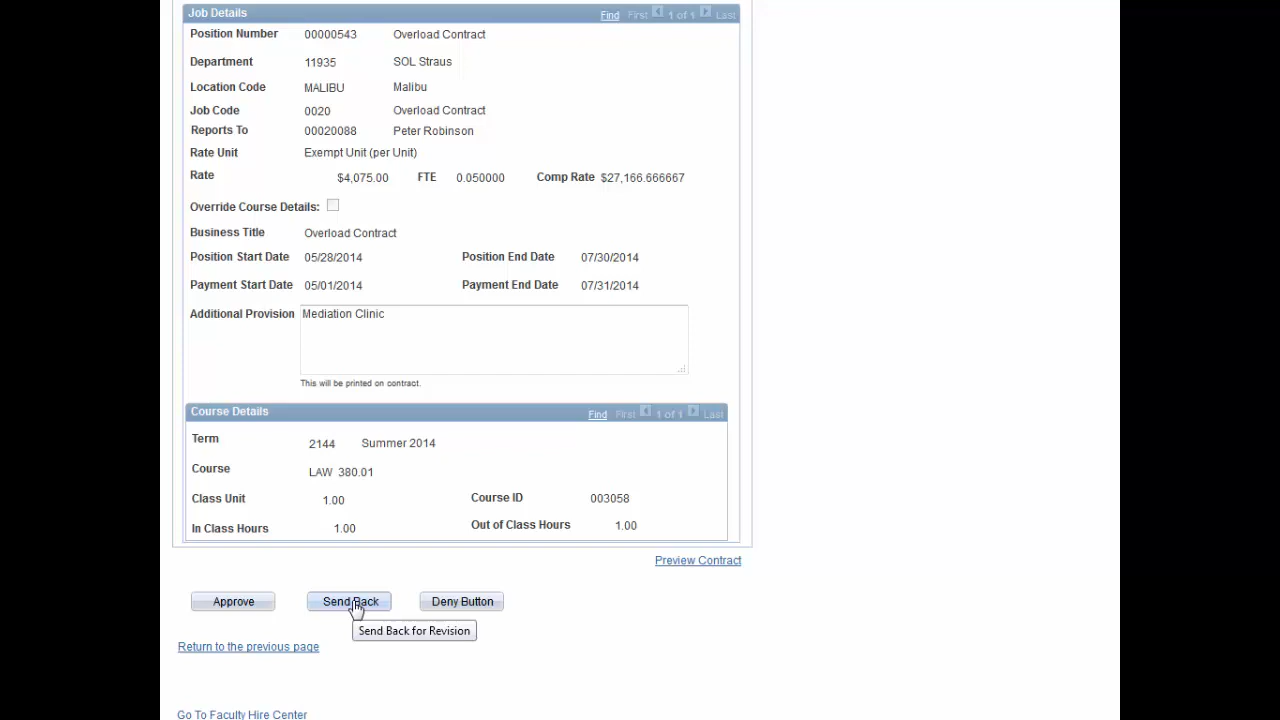 Job Details Find First 1 of 1 Last
Position Number 00000543 Overload Contract
Department 11935 SOL Straus
Location Code MALIBU Malibu
Job Code 0020 Overload Contract
Reports To 00020088 Peter Robinson
Rate Unit Exempt Unit (per Unit)
Rate $4,075.00 FTE 0.050000 Comp Rate $27,166.666667
Override Course Details:
Business Title Overload Contract
Position Start Date 05/28/2014 Position End Date 07/30/2014
Payment Start Date 05/01/2014 Payment End Date 07/31/2014
Additional Provision Mediation Clinic
This will be printed on contract.
Course Details Find First 1 of 1 Last
Term 2144 Summer 2014
Course LAW 380.01
Class Unit 1.00 Course ID 003058
In Class Hours 1.00 Out of Class Hours 1.00
Preview Contract
Approve Send Back Deny Button
Send Back for Revision
Return to the previous page
Go To Faculty Hire Center